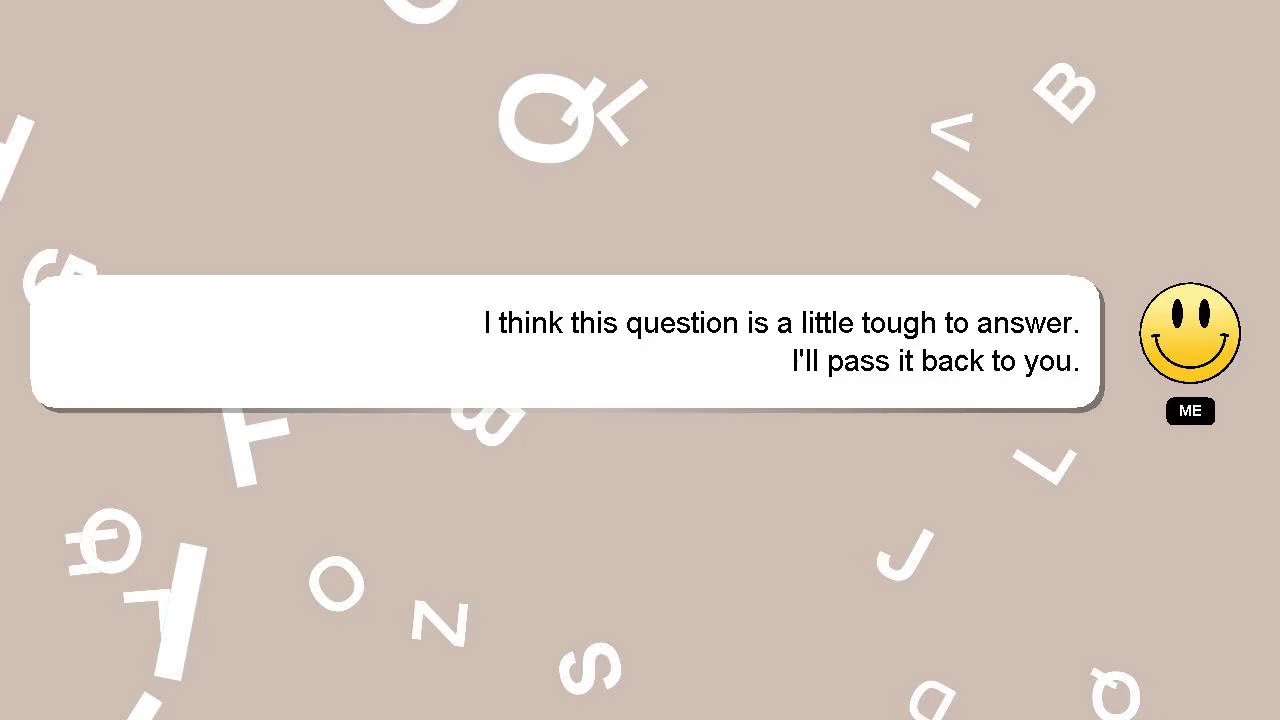 I think this question is a little tough to answer.
I'll pass it back to you.
ME